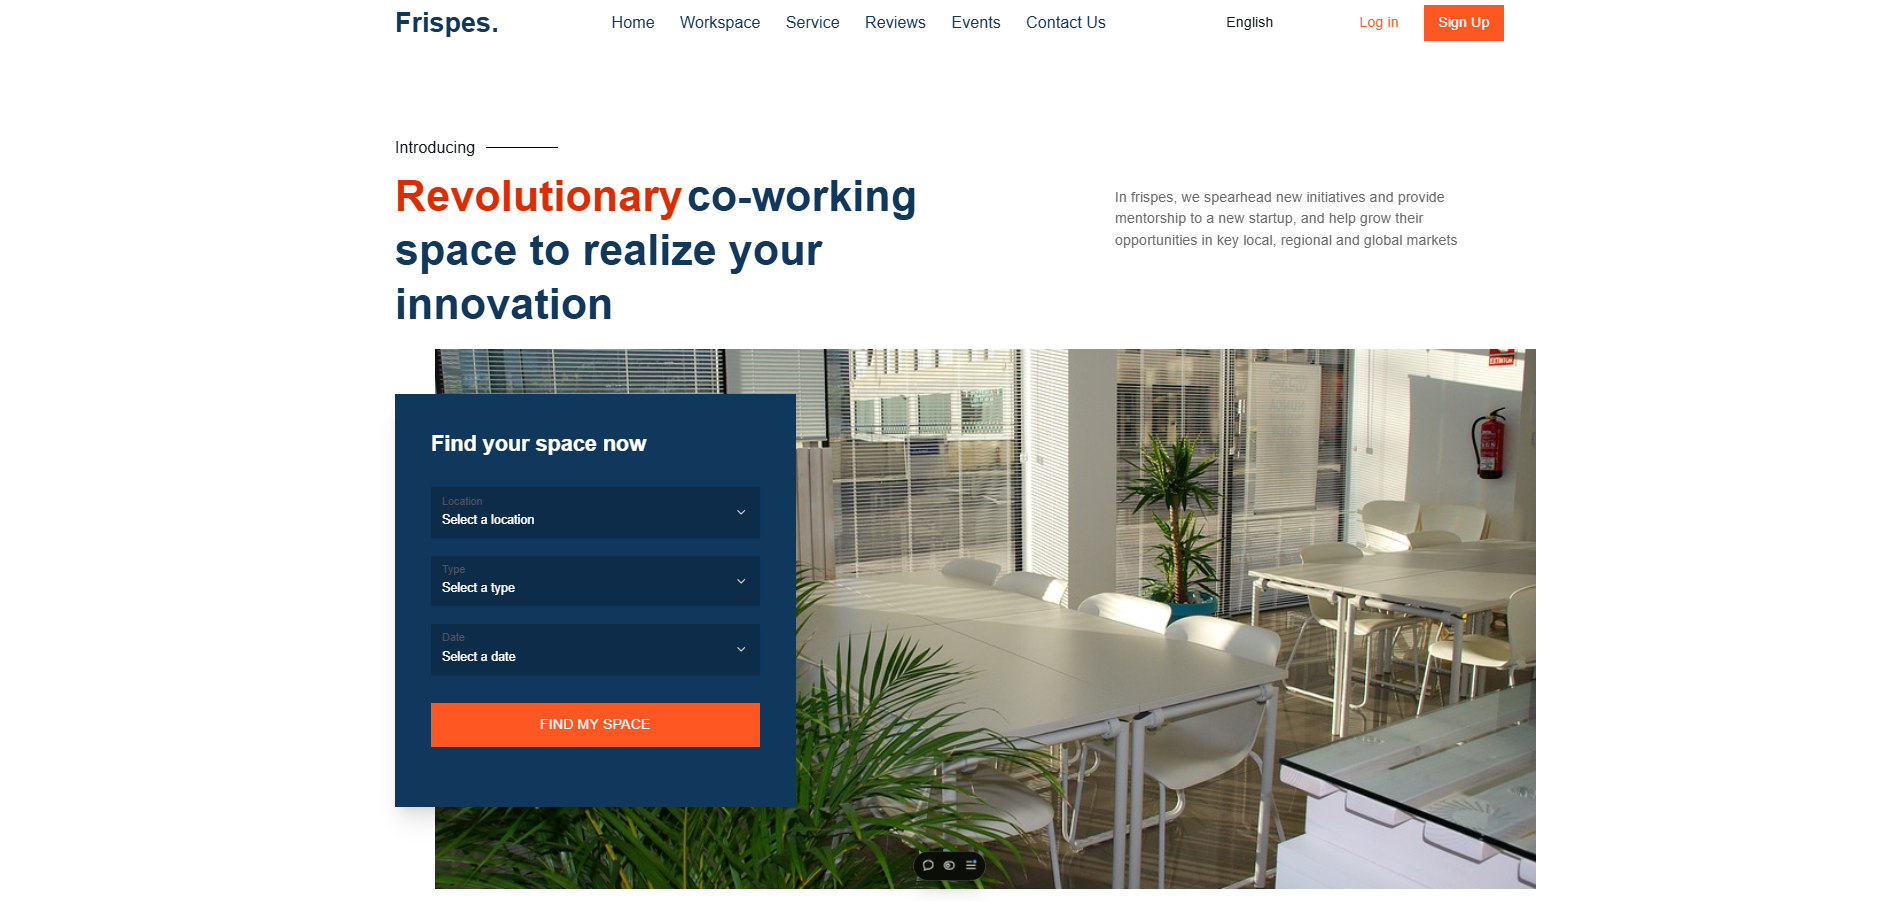 Frispes.
Home Workspace Service Reviews Events Contact Us English Log in Sign Up
Introducing
Revolutionary co-working
space to realize your
innovation
In frispes, we spearhead new initiatives and provide
mentorship to a new startup, and help grow their
opportunities in key local, regional and global markets
Find your space now
Location
Select a location
Type
Select a type
Date
Select a date
FIND MY SPACE
EXTINTOR